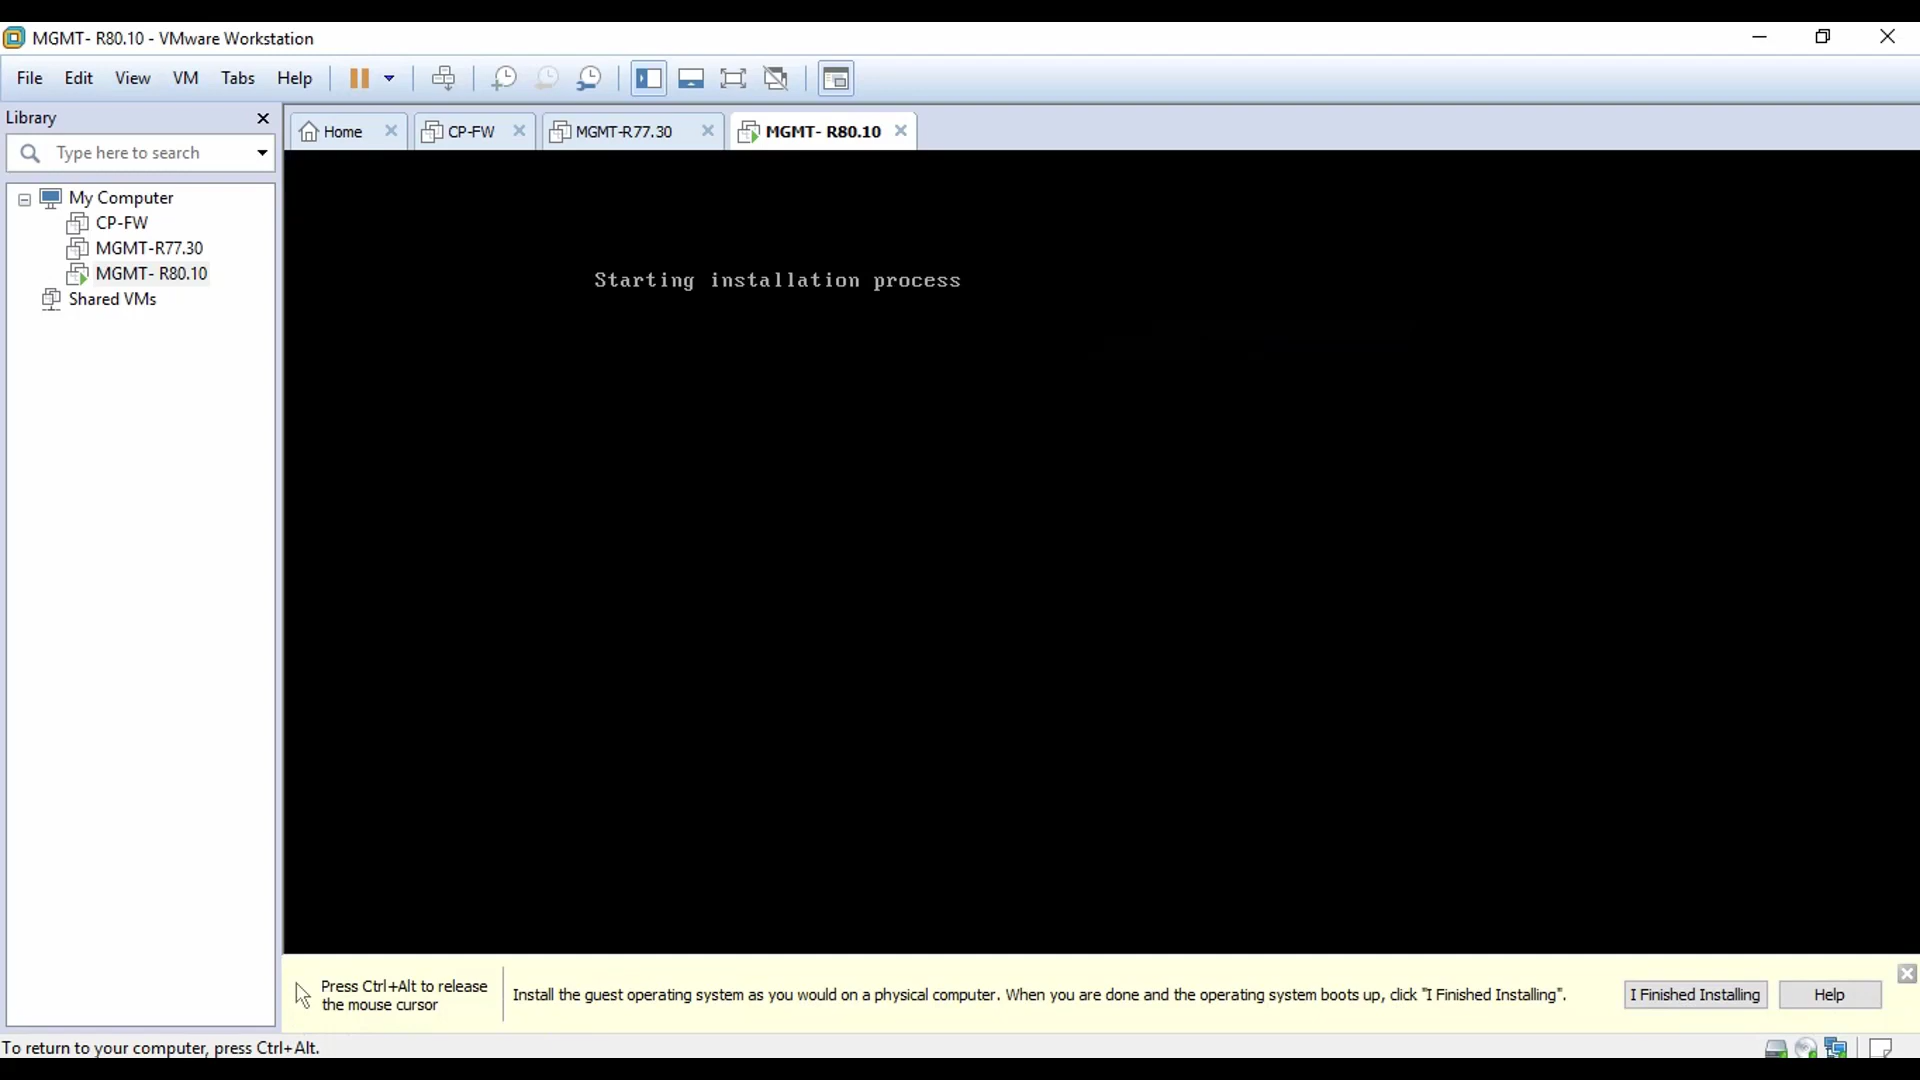 MGMT- R80.10 - VMware Workstation
File Edit View VM Tabs Help
Library
Type here to search
My Computer
CP-FW
MGMT-R77.30
MGMT- R80.10
Shared VMs
Home CP-FW MGMT-R77.30 MGMT- R80.10
Starting installation process
Press Ctrl+Alt to release
the mouse cursor
Install the guest operating system as you would on a physical computer. When you are done and the operating system boots up, click "I Finished Installing".
I Finished Installing Help
To return to your computer, press Ctrl+Alt.